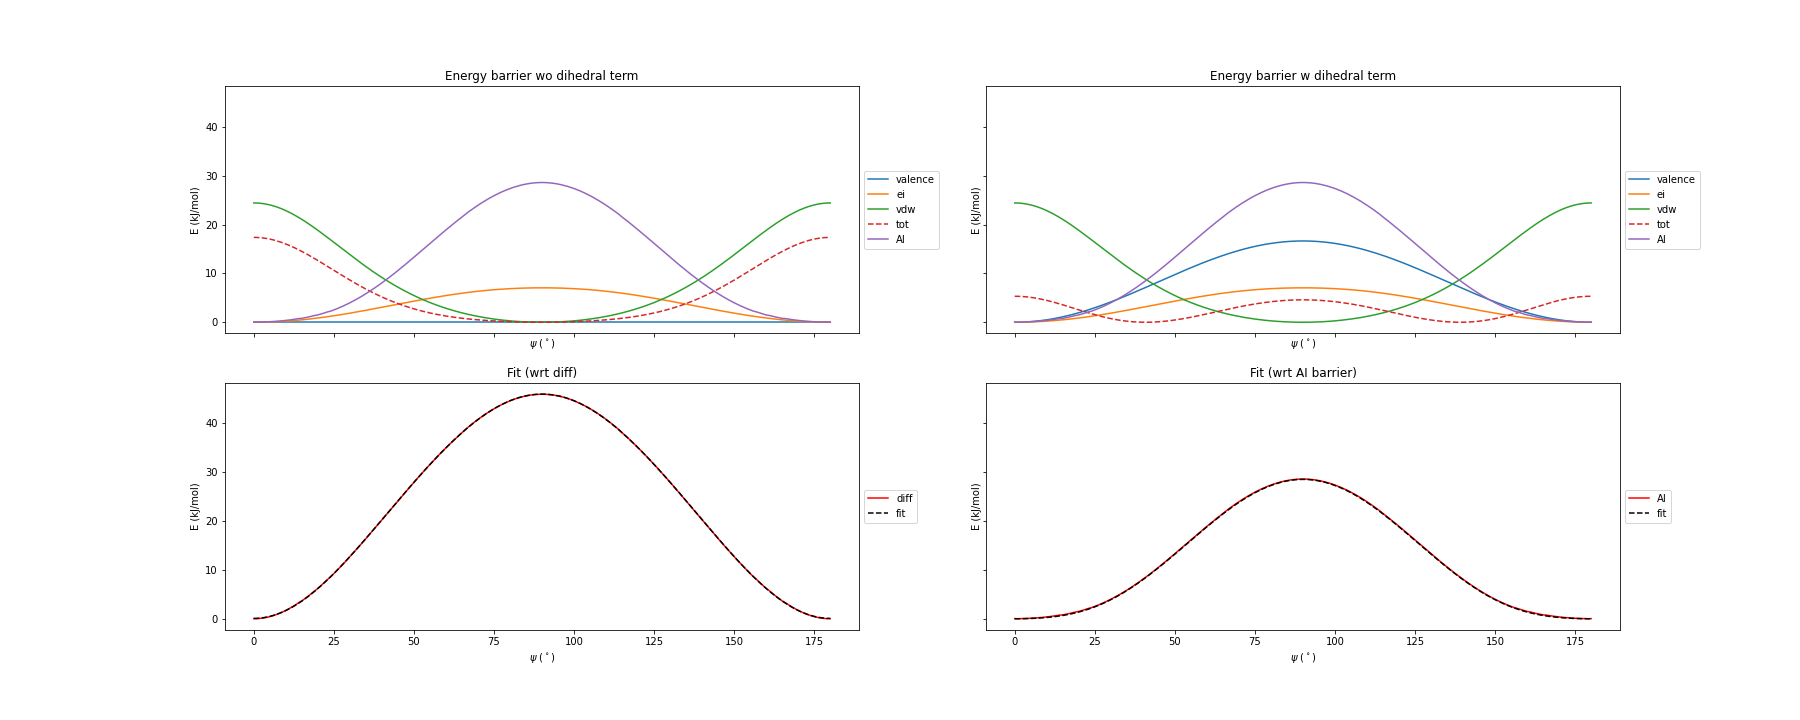 Energy barrier wo dihedral term
E (kJ/mol)
40
30
20
10
0
ψ (°)
valence
ei
vdw
tot
AI
Energy barrier w dihedral term
E (kJ/mol)
ψ (°)
valence
ei
vdw
tot
AI
Fit (wrt diff)
E (kJ/mol)
40
30
20
10
0
0 25 50 75 100 125 150 175
ψ (°)
diff
fit
Fit (wrt AI barrier)
E (kJ/mol)
0 25 50 75 100 125 150 175
ψ (°)
AI
fit